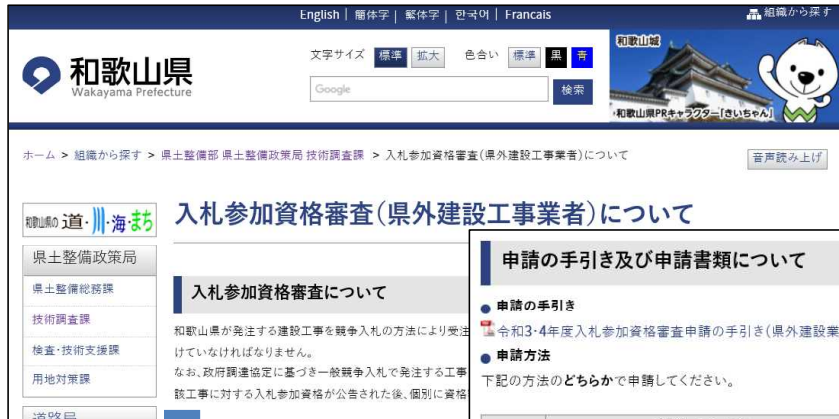 English | 簡体字 | 繁体字 | 한국어 | Francais
組織から探す
和歌山県
Wakayama Prefecture
文字サイズ 標準 拡大 色合い 標準 黒 青
Google 検索
和歌山城
和歌山県PRキャラクター「きいちゃん」
ホーム > 組織から探す > 県土整備部 県土整備政策局 技術調査課 > 入札参加資格審査(県外建設工事業者)について
音声読み上げ
和歌山県の 道・川・海・まち
入札参加資格審査(県外建設工事業者)について
県土整備政策局
県土整備総務課
技術調査課
検査・技術支援課
用地対策課
道路局
入札参加資格審査について
和歌山県が発注する建設工事を競争入札の方法により受注
けていなければなりません。
なお、政府調達協定に基づき一般競争入札で発注する工事
該工事に対する入札参加資格が公告された後、個別に資格
申請の手引き及び申請書類について
● 申請の手引き
令和3・4年度入札参加資格審査申請の手引き(県外建設業
● 申請方法
下記の方法のどちらかで申請してください。